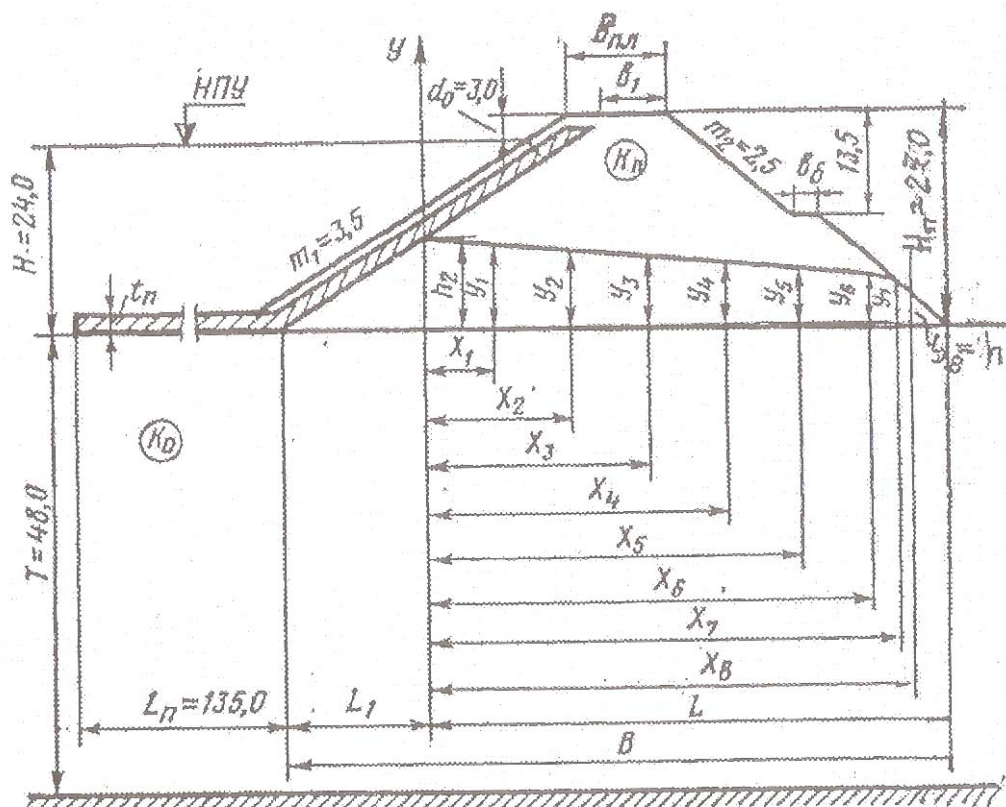 y
Bпл
b₁
d₀=3,0
НПУ
Kп
m₂=2,5
13,5
bб
Hп=27,0
H=24,0
m₁=3,5
tп
h₂
y₁
y₂
y₃
y₄
y₅
y₆
y₇
X₁
X₂
K₀
X₃
X₄
T=48,0
X₅
X₆
X₇
X₈
Lп=135,0
L₁
L
B